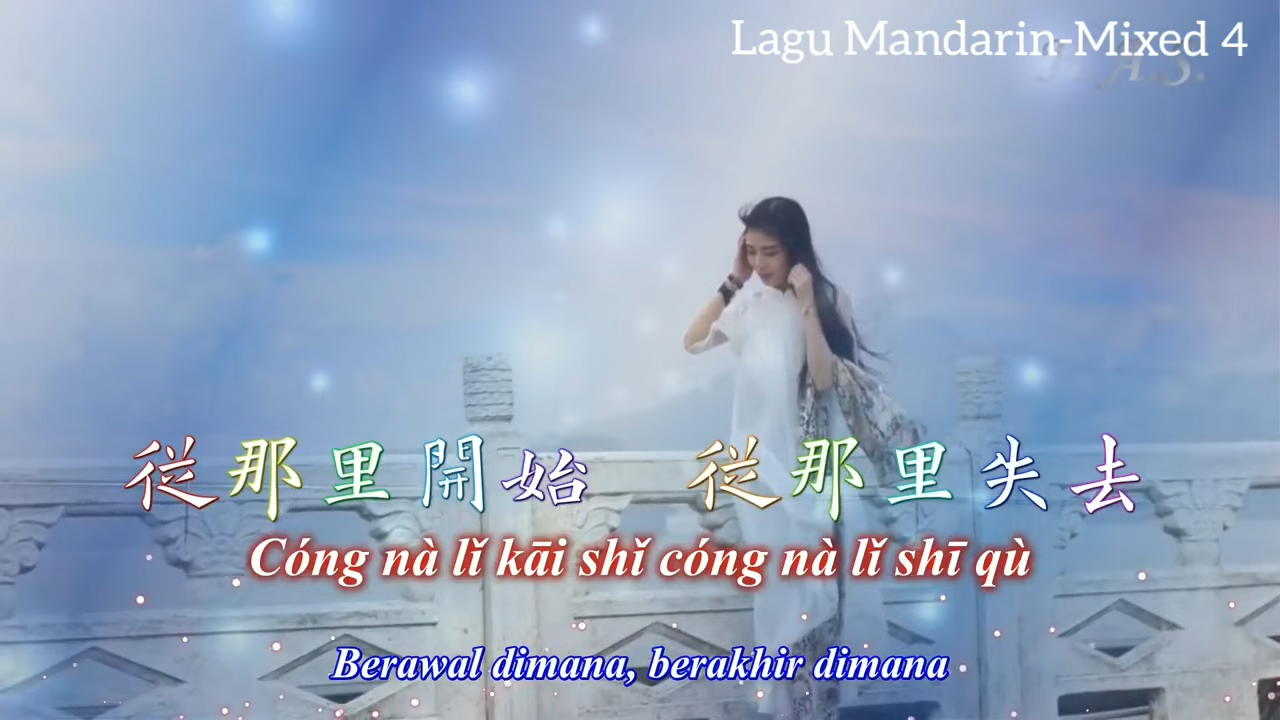 Lagu Mandarin-Mixed 4
A.S.
從那里開始 從那里失去
Cóng nà lǐ kāi shǐ cóng nà lǐ shī qù
Berawal dimana, berakhir dimana